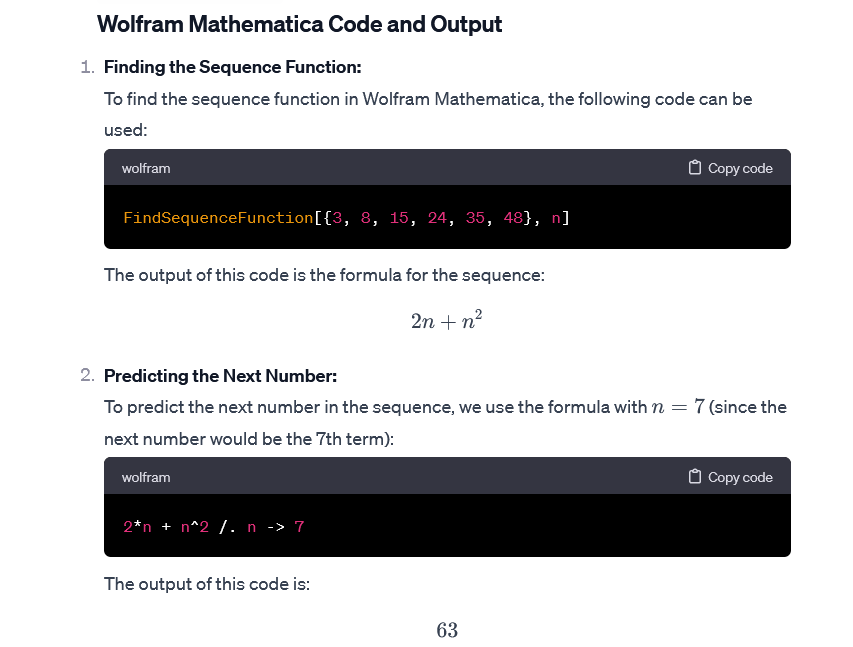 Wolfram Mathematica Code and Output
1. Finding the Sequence Function:
To find the sequence function in Wolfram Mathematica, the following code can be
used:
wolfram Copy code
FindSequenceFunction[{3, 8, 15, 24, 35, 48}, n]
The output of this code is the formula for the sequence:
2n + n²
2. Predicting the Next Number:
To predict the next number in the sequence, we use the formula with n = 7 (since the
next number would be the 7th term):
wolfram Copy code
2*n + n^2 /. n -> 7
The output of this code is:
63